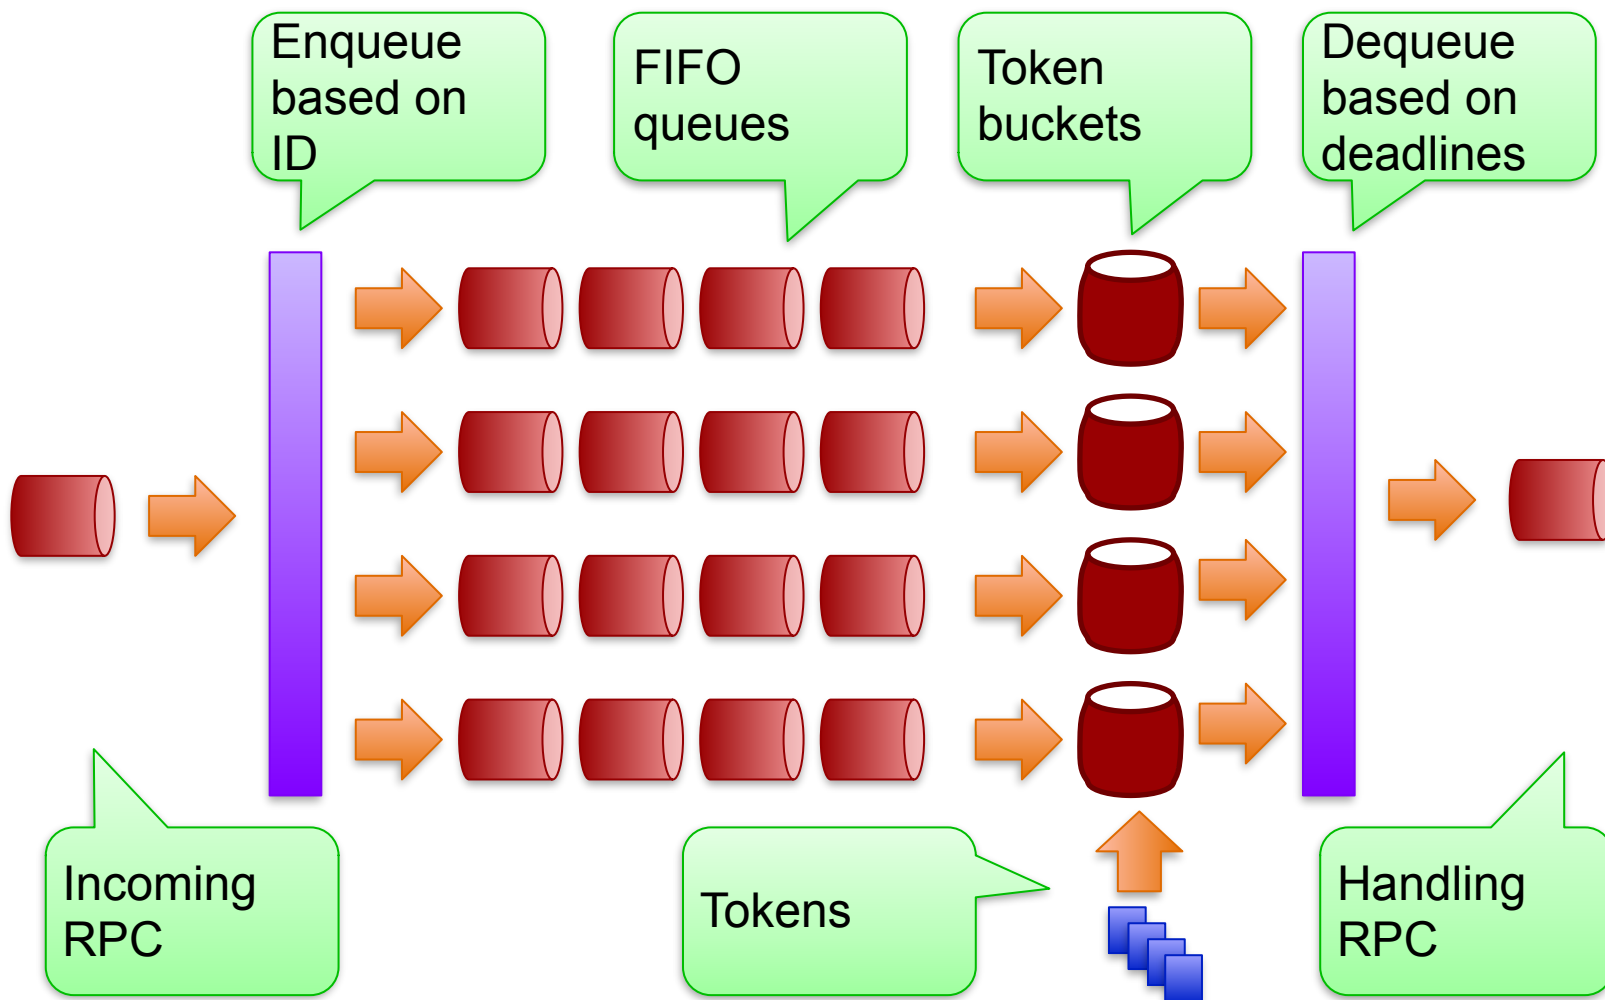 Enqueue
based on
ID
FIFO
queues
Token
buckets
Dequeue
based on
deadlines
Incoming
RPC
Tokens
Handling
RPC